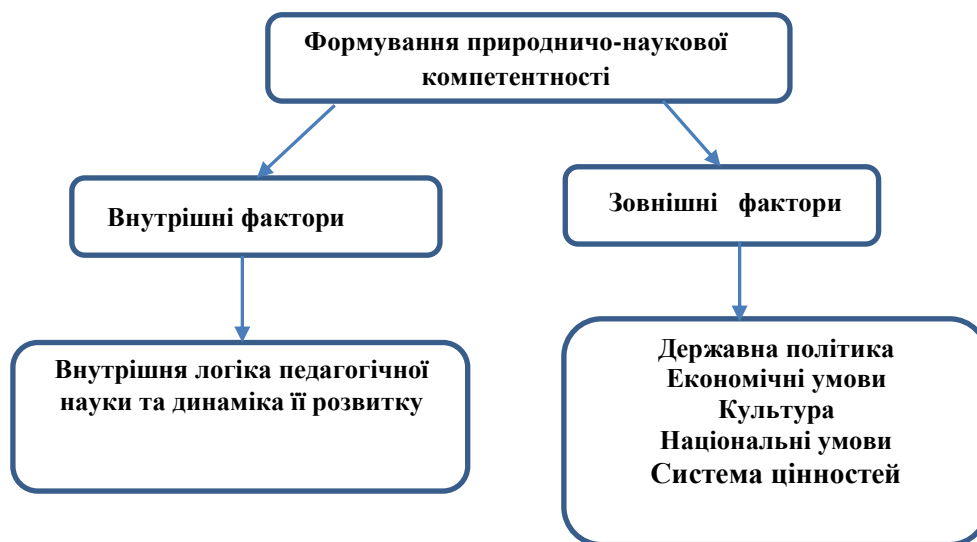 Формування природничо-наукової
компетентності
Внутрішні фактори
Зовнішні фактори
Внутрішня логіка педагогічної
науки та динаміка її розвитку
Державна політика
Економічні умови
Культура
Національні умови
Система цінностей